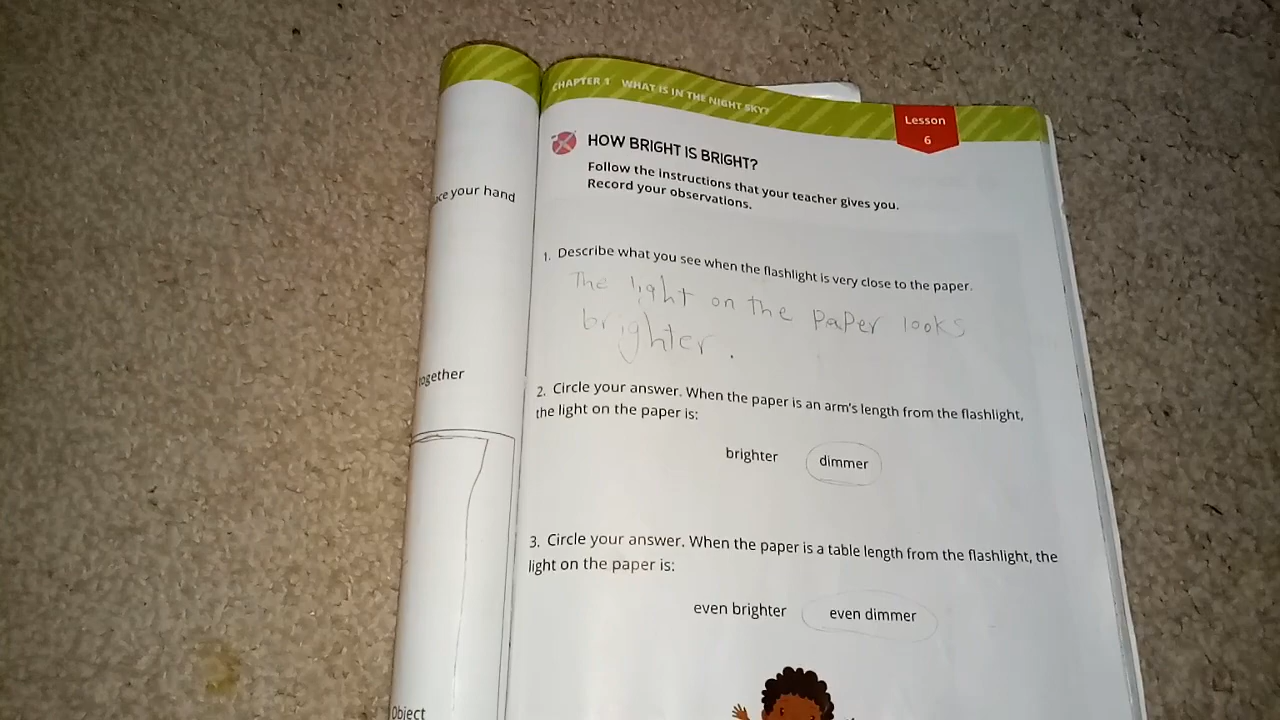 CHAPTER 1 WHAT IS IN THE NIGHT SKY?
Lesson
6
HOW BRIGHT IS BRIGHT?
Follow the instructions that your teacher gives you.
Record your observations.
1. Describe what you see when the flashlight is very close to the paper.
The light on the paper looks
brighter.
2. Circle your answer. When the paper is an arm's length from the flashlight,
the light on the paper is:
brighter dimmer
3. Circle your answer. When the paper is a table length from the flashlight, the
light on the paper is:
even brighter even dimmer
your hand
Object